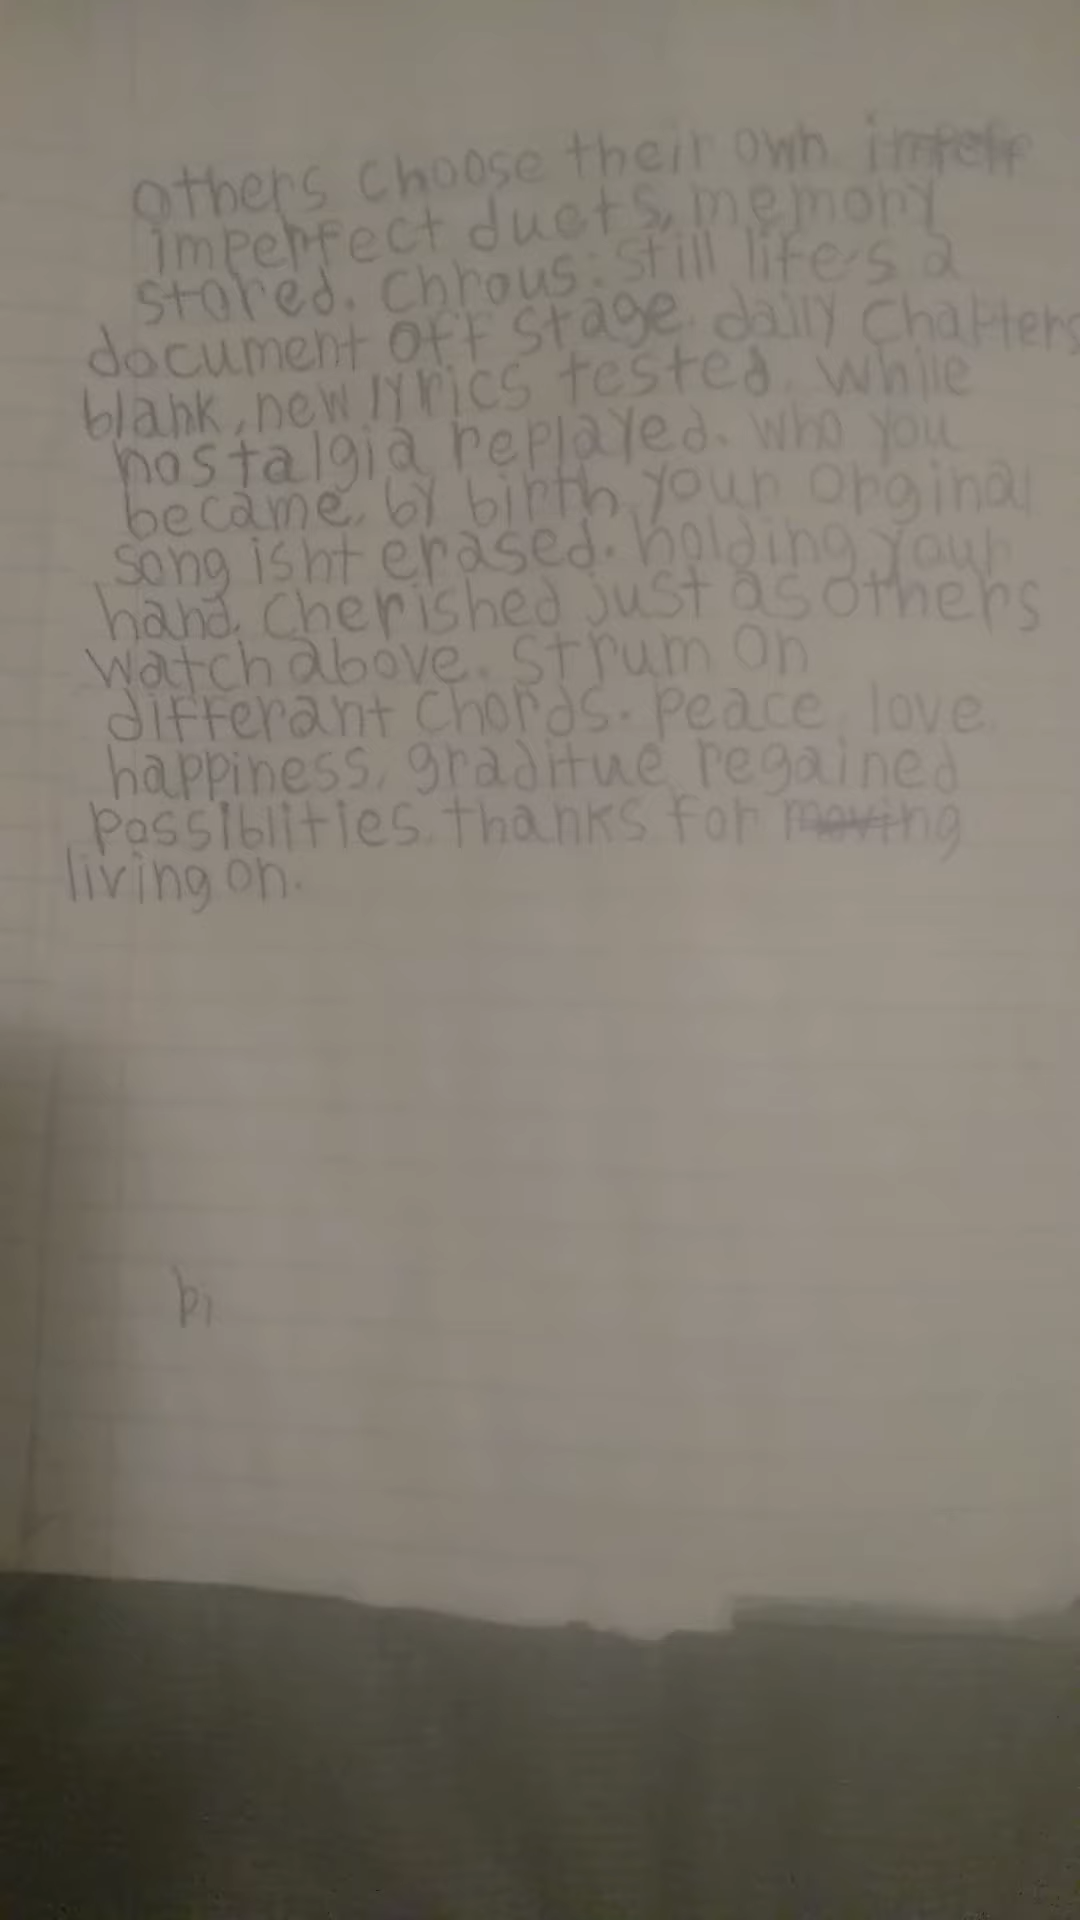 others choose their own
imperfect duets, memory
stored. Chrous: still life's a
document off stage. daily Chapters
blank, new lyrics tested. While
nostalgia replayed. who you
became, by birth your orginal
song isnt erased. holding your
hand. Cherished just as others
watch above. Strum on
differant Chords. peace love
happiness, graditue regained
possiblities. thanks for
living on.
bi